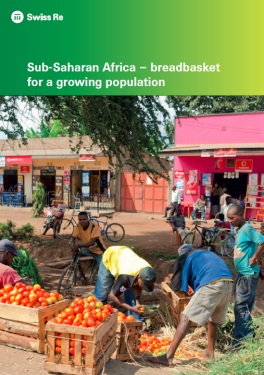 Swiss Re
Sub-Saharan Africa – breadbasket
for a growing population